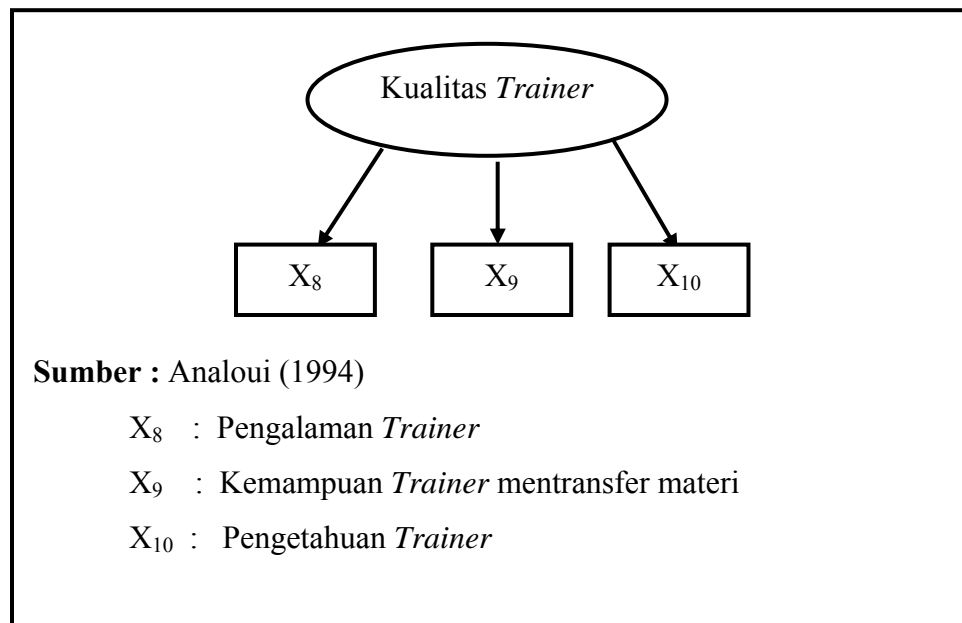 Kualitas Trainer
X8 X9 X10
Sumber : Analoui (1994)
X8 : Pengalaman Trainer
X9 : Kemampuan Trainer mentransfer materi
X10 : Pengetahuan Trainer